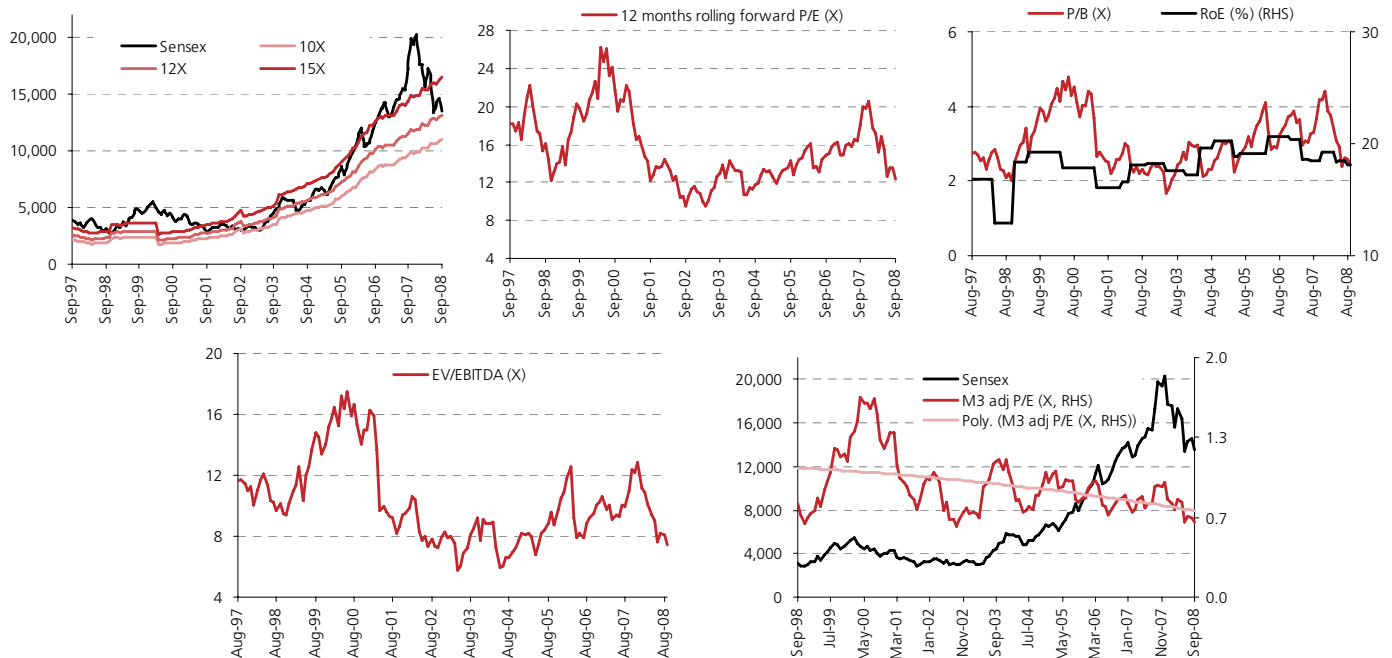 Sensex
10X
12X
15X
20,000
15,000
10,000
5,000
0
Sep-97
Sep-98
Sep-99
Sep-00
Sep-01
Sep-02
Sep-03
Sep-04
Sep-05
Sep-06
Sep-07
Sep-08
12 months rolling forward P/E (X)
28
24
20
16
12
8
4
Sep-97
Sep-98
Sep-99
Sep-00
Sep-01
Sep-02
Sep-03
Sep-04
Sep-05
Sep-06
Sep-07
Sep-08
P/B (X)
RoE (%) (RHS)
6
4
2
0
30
20
10
Aug-97
Aug-98
Aug-99
Aug-00
Aug-01
Aug-02
Aug-03
Aug-04
Aug-05
Aug-06
Aug-07
Aug-08
EV/EBITDA (X)
20
16
12
8
4
Aug-97
Aug-98
Aug-99
Aug-00
Aug-01
Aug-02
Aug-03
Aug-04
Aug-05
Aug-06
Aug-07
Aug-08
Sensex
M3 adj P/E (X, RHS)
Poly. (M3 adj P/E (X, RHS))
20,000
16,000
12,000
8,000
4,000
0
2.0
1.3
0.7
0.0
Sep-98
Jul-99
May-00
Mar-01
Jan-02
Nov-02
Sep-03
Jul-04
May-05
Mar-06
Jan-07
Nov-07
Sep-08